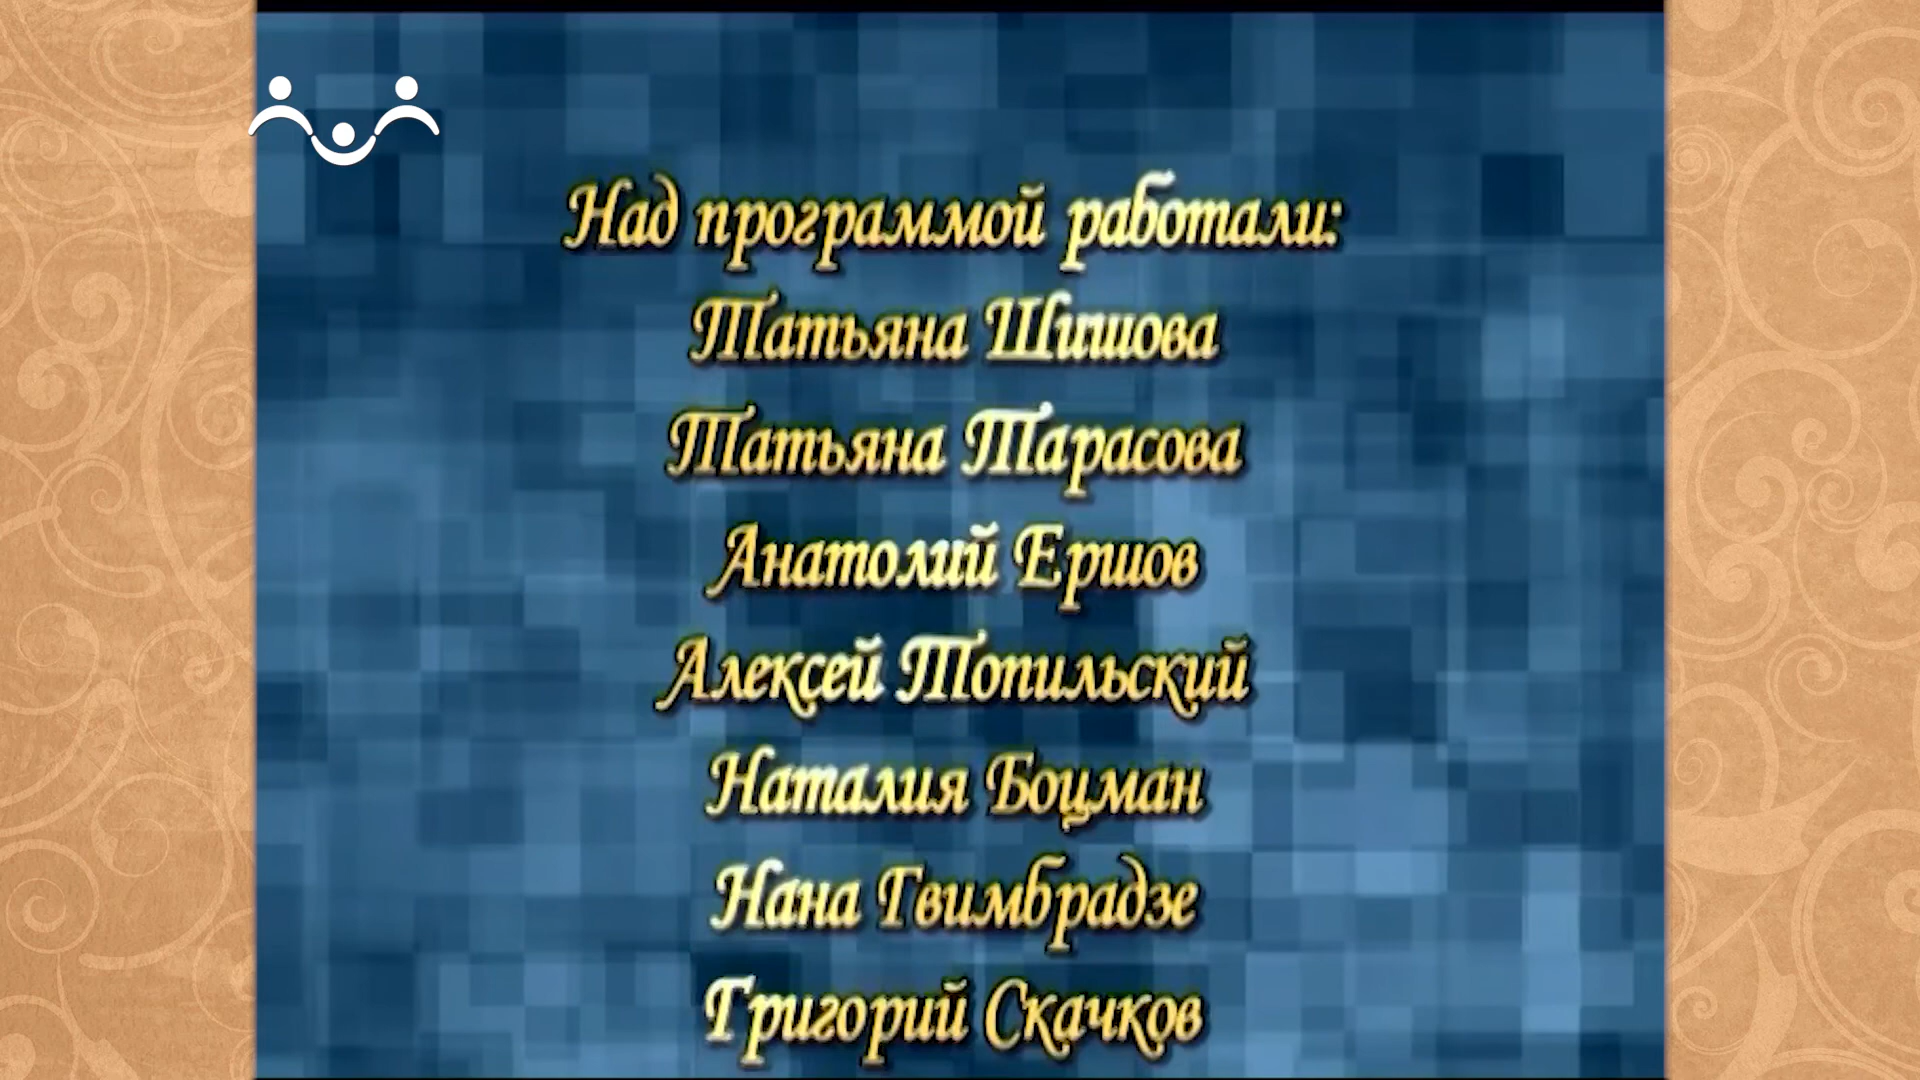 Над программой работали:
Татьяна Шишова
Татьяна Тарасова
Анатолий Ершов
Алексей Топильский
Наталия Боцман
Нана Гвимбрадзе
Григорий Скачков